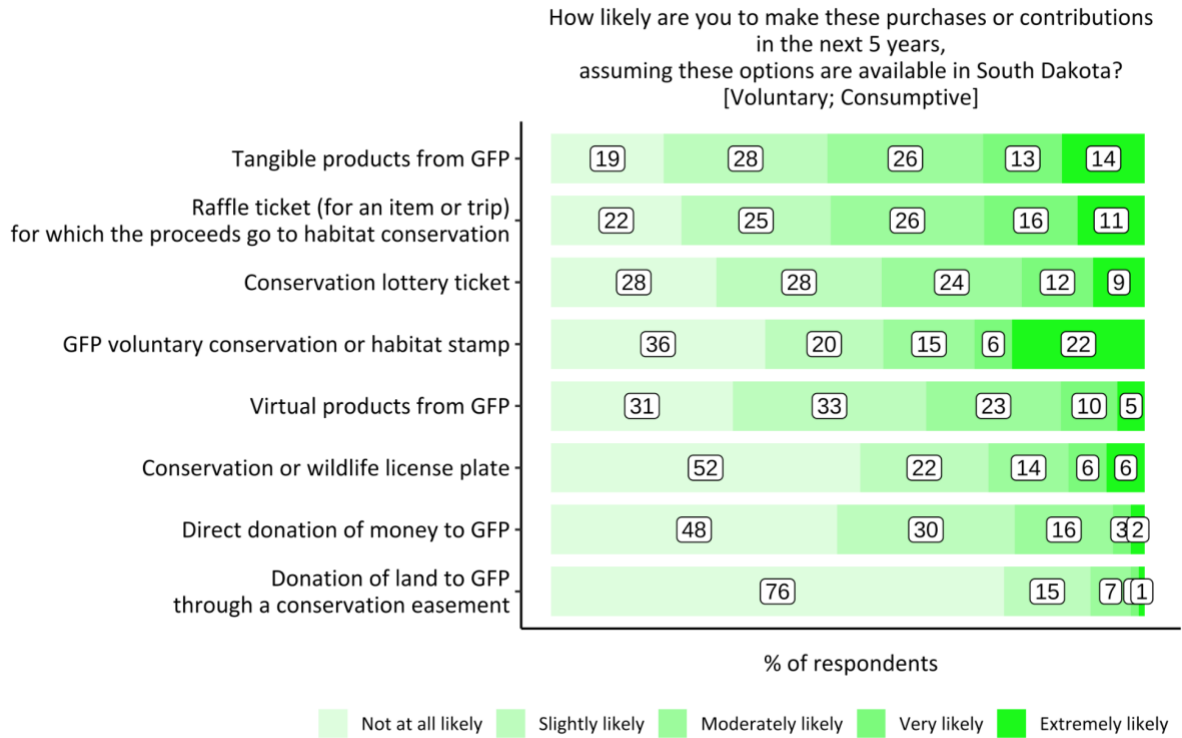 How likely are you to make these purchases or contributions
in the next 5 years,
assuming these options are available in South Dakota?
[Voluntary; Consumptive]
Tangible products from GFP
19 28 26 13 14
Raffle ticket (for an item or trip)
for which the proceeds go to habitat conservation
22 25 26 16 11
Conservation lottery ticket
28 28 24 12 9
GFP voluntary conservation or habitat stamp
36 20 15 6 22
Virtual products from GFP
31 33 23 10 5
Conservation or wildlife license plate
52 22 14 6 6
Direct donation of money to GFP
48 30 16 3 2
Donation of land to GFP
through a conservation easement
76 15 7 1
% of respondents
Not at all likely Slightly likely Moderately likely Very likely Extremely likely